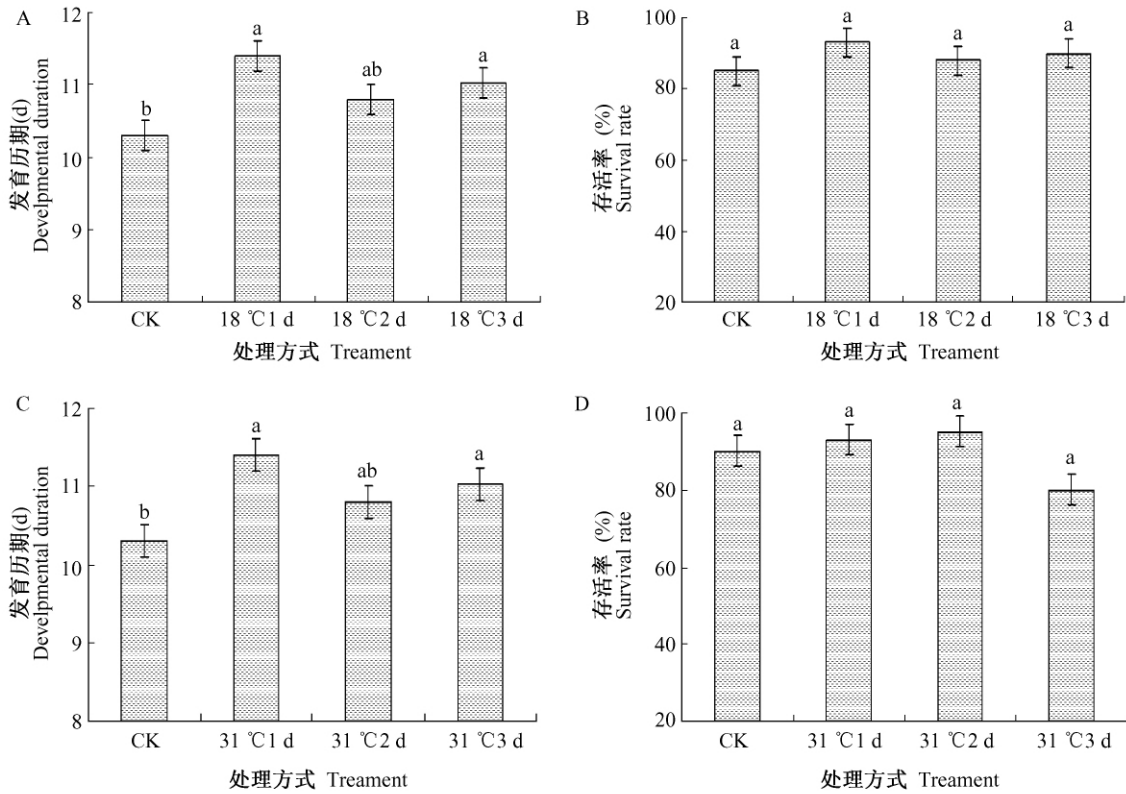 A
12
11
10
9
8
发育历期(d)
Develpmental duration
b
a
ab
a
CK
18 ℃1 d
18 ℃2 d
18 ℃3 d
处理方式 Treament
B
100
80
60
40
20
存活率 (%)
Survival rate
a
a
a
a
CK
18 ℃1 d
18 ℃2 d
18 ℃3 d
处理方式 Treament
C
12
11
10
9
8
发育历期(d)
Develpmental duration
b
a
ab
a
CK
31 ℃1 d
31 ℃2 d
31 ℃3 d
处理方式 Treament
D
100
80
60
40
20
存活率 (%)
Survival rate
a
a
a
a
CK
31 ℃1 d
31 ℃2 d
31 ℃3 d
处理方式 Treament